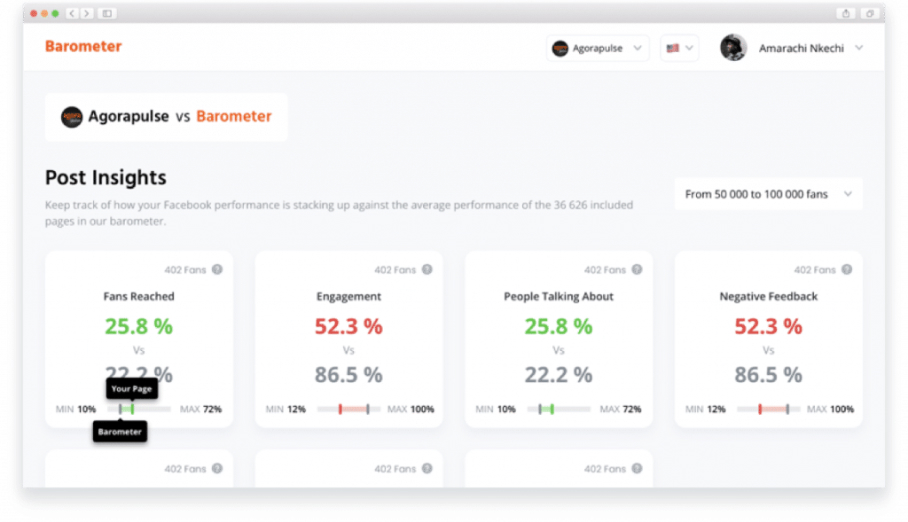 Barometer
Agorapulse
Amarachi Nkechi
Agorapulse vs Barometer
Post Insights
From 50 000 to 100 000 fans
Keep track of how your Facebook performance is stacking up against the average performance of the 36 626 included
pages in our barometer.
402 Fans ?
402 Fans ?
402 Fans ?
402 Fans ?
Fans Reached
Engagement
People Talking About
Negative Feedback
25.8 %
52.3 %
25.8 %
52.3 %
Vs
Vs
Vs
Vs
22.2 %
86.5 %
22.2 %
86.5 %
Your Page
MIN 10% MAX 72%
MIN 12% MAX 100%
MIN 10% MAX 72%
MIN 12% MAX 100%
Barometer
402 Fans ?
402 Fans ?
402 Fans ?